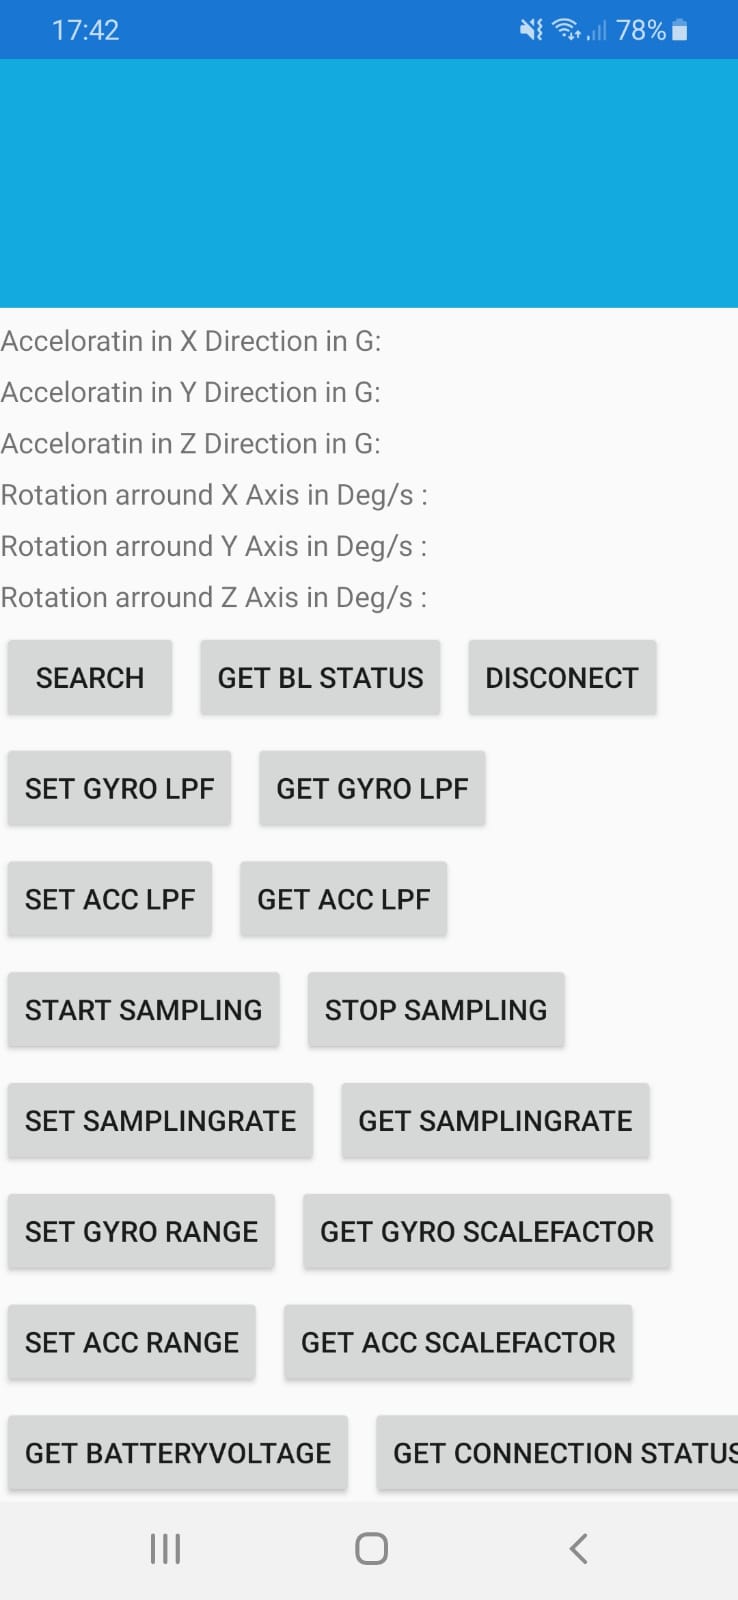 17:42 78%
Acceloratin in X Direction in G:
Acceloratin in Y Direction in G:
Acceloratin in Z Direction in G:
Rotation arround X Axis in Deg/s :
Rotation arround Y Axis in Deg/s :
Rotation arround Z Axis in Deg/s :
SEARCH GET BL STATUS DISCONECT
SET GYRO LPF GET GYRO LPF
SET ACC LPF GET ACC LPF
START SAMPLING STOP SAMPLING
SET SAMPLINGRATE GET SAMPLINGRATE
SET GYRO RANGE GET GYRO SCALEFACTOR
SET ACC RANGE GET ACC SCALEFACTOR
GET BATTERYVOLTAGE GET CONNECTION STATUS